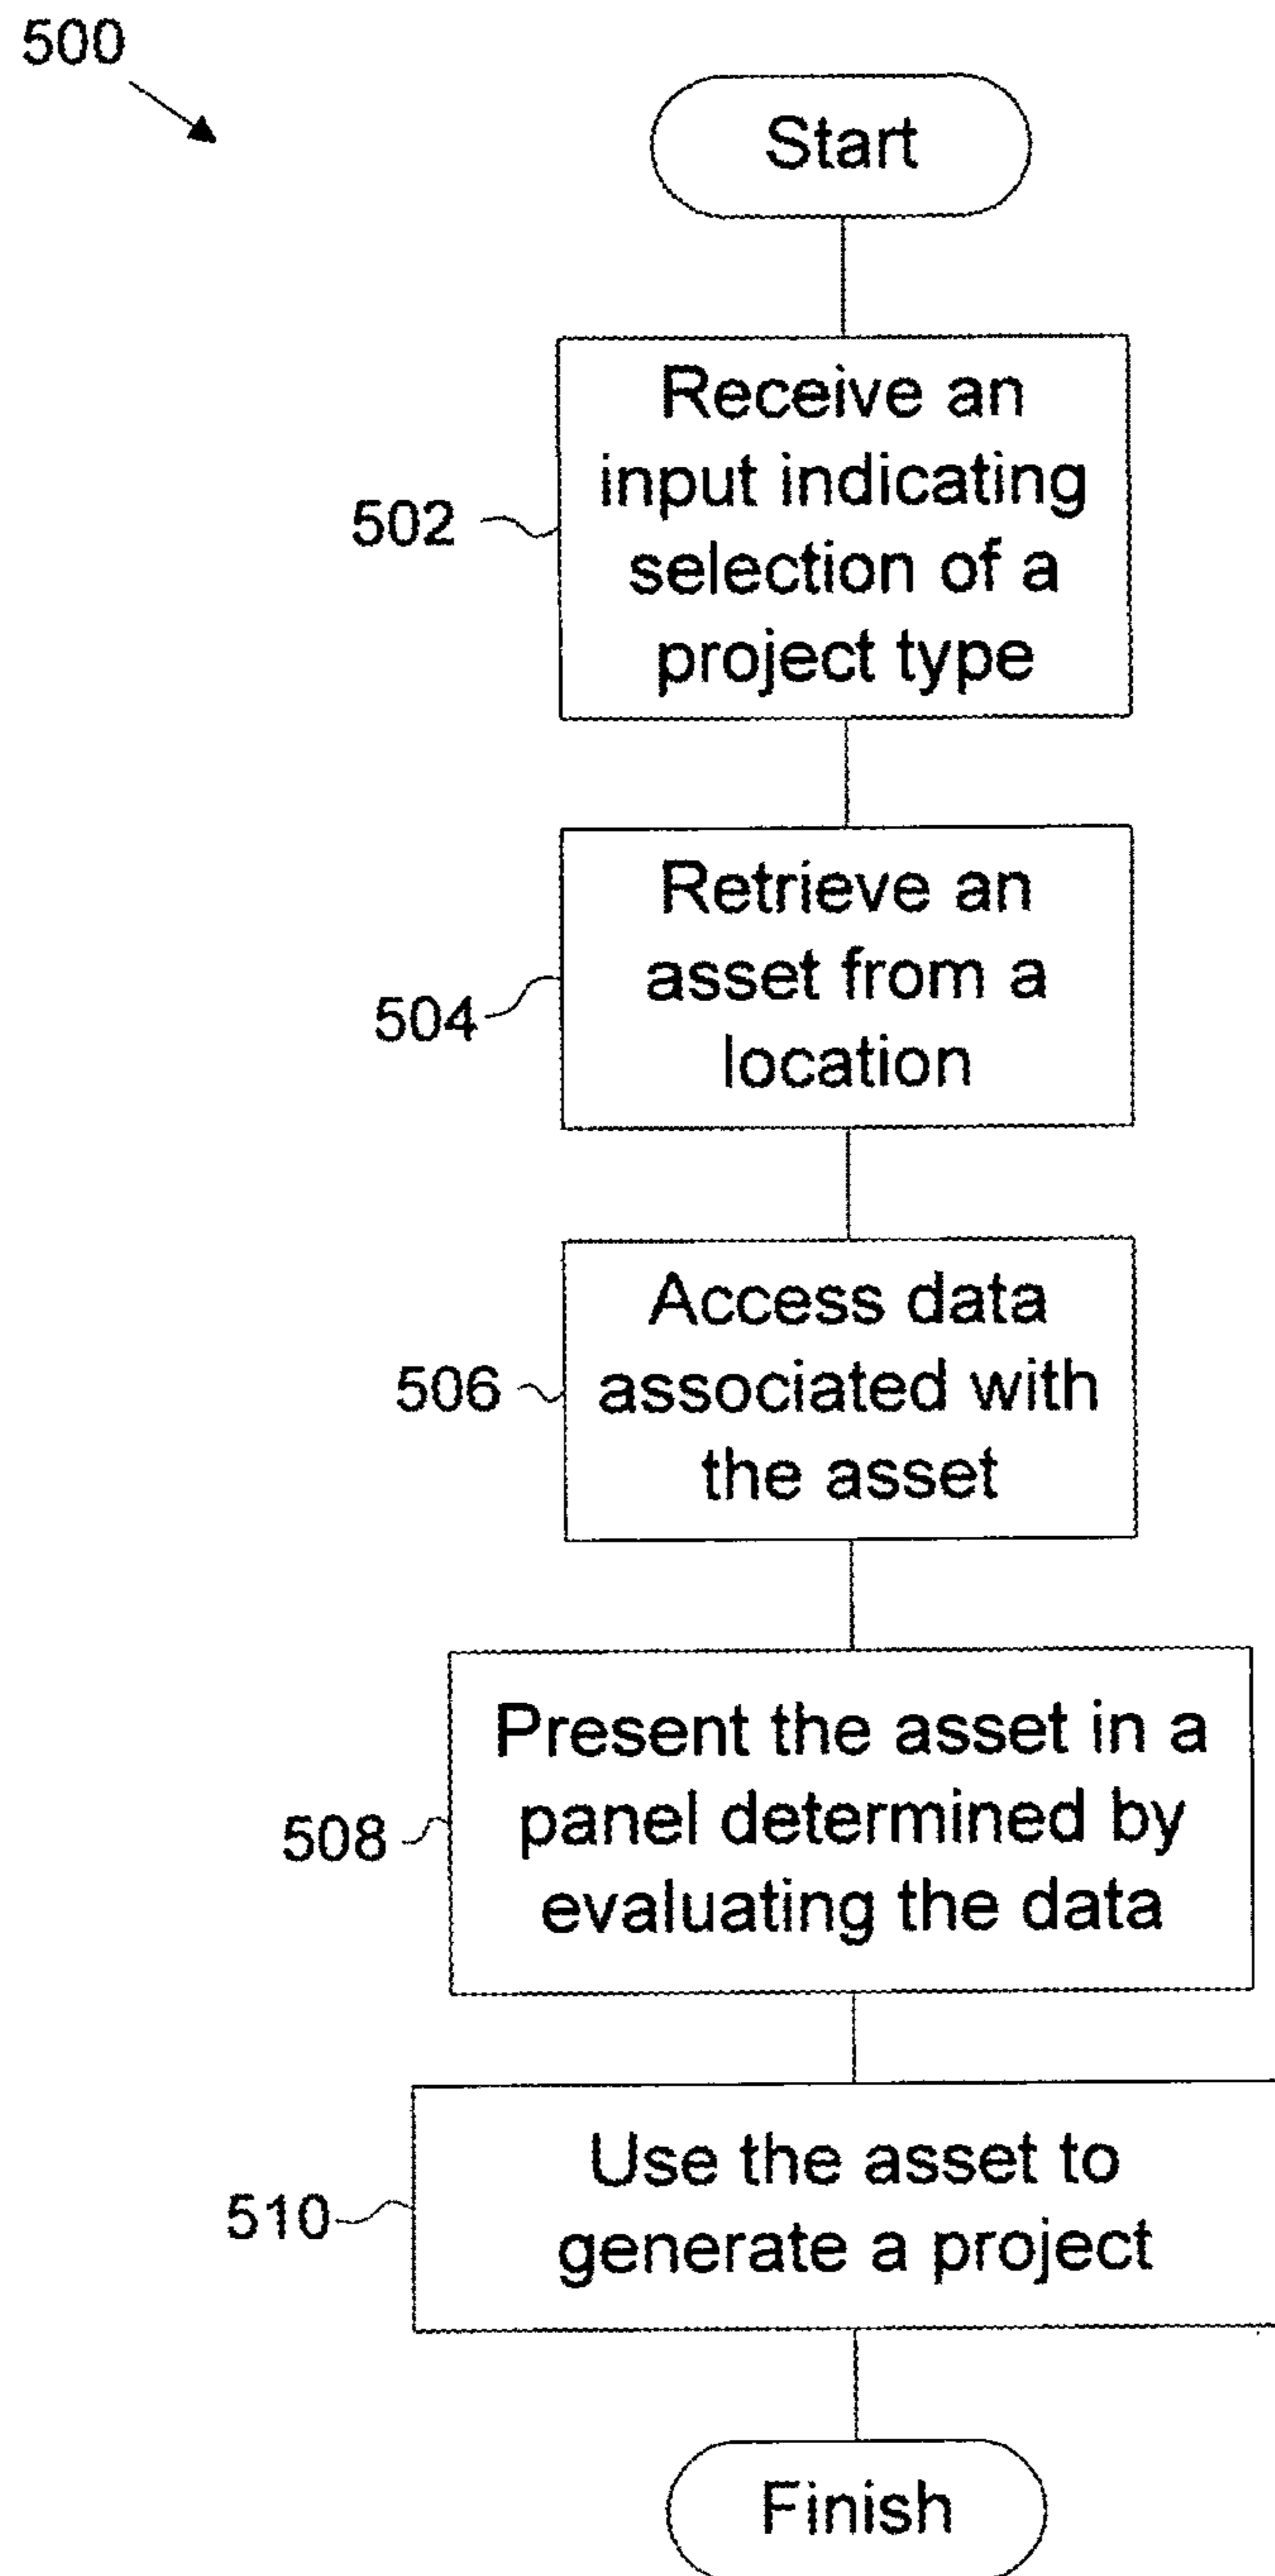 500
Start
502
Receive an
input indicating
selection of a
project type
504
Retrieve an
asset from a
location
506
Access data
associated with
the asset
508
Present the asset in a
panel determined by
evaluating the data
510
Use the asset to
generate a project
Finish